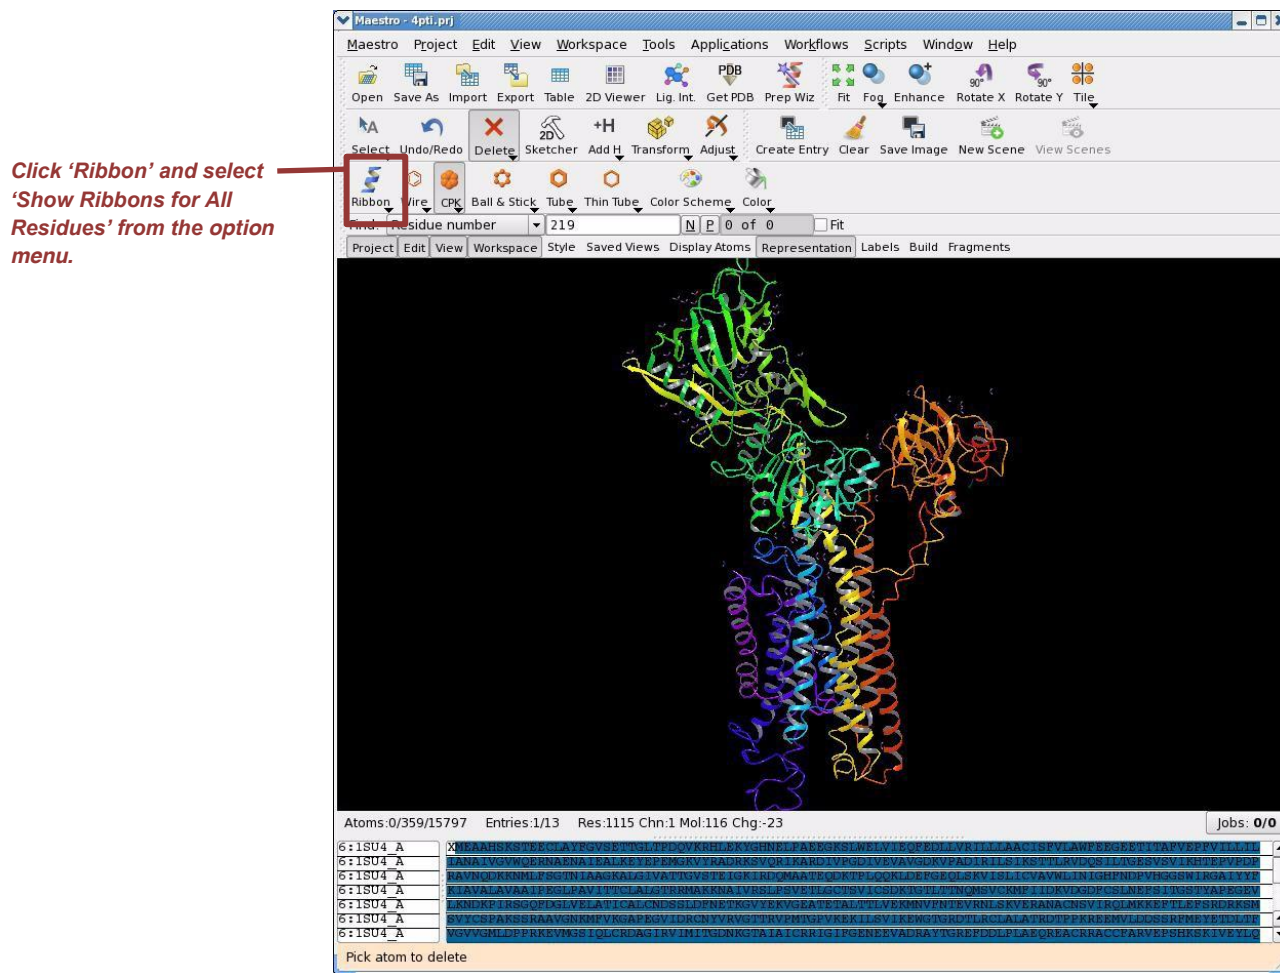 Click ‘Ribbon’ and select
‘Show Ribbons for All
Residues’ from the option
menu.
Maestro - 4pti.prj
Maestro Project Edit View Workspace Tools Applications Workflows Scripts Window Help
Open Save As Import Export Table 2D Viewer Lig. Int. Get PDB Prep Wiz Fit Fog Enhance Rotate X Rotate Y Tile
Select Undo/Redo Delete Sketcher Add H Transform Adjust Create Entry Clear Save Image New Scene View Scenes
Ribbon Wire CPK Ball & Stick Tube Thin Tube Color Scheme Color
Find: Residue number 219 N P 0 of 0 Fit
Project Edit View Workspace Style Saved Views Display Atoms Representation Labels Build Fragments
Atoms:0/359/15797 Entries:1/13 Res:1115 Chn:1 Mol:116 Chg:-23 Jobs: 0/0
6:1SU4_A
6:1SU4_A
6:1SU4_A
6:1SU4_A
6:1SU4_A
6:1SU4_A
6:1SU4_A
Pick atom to delete